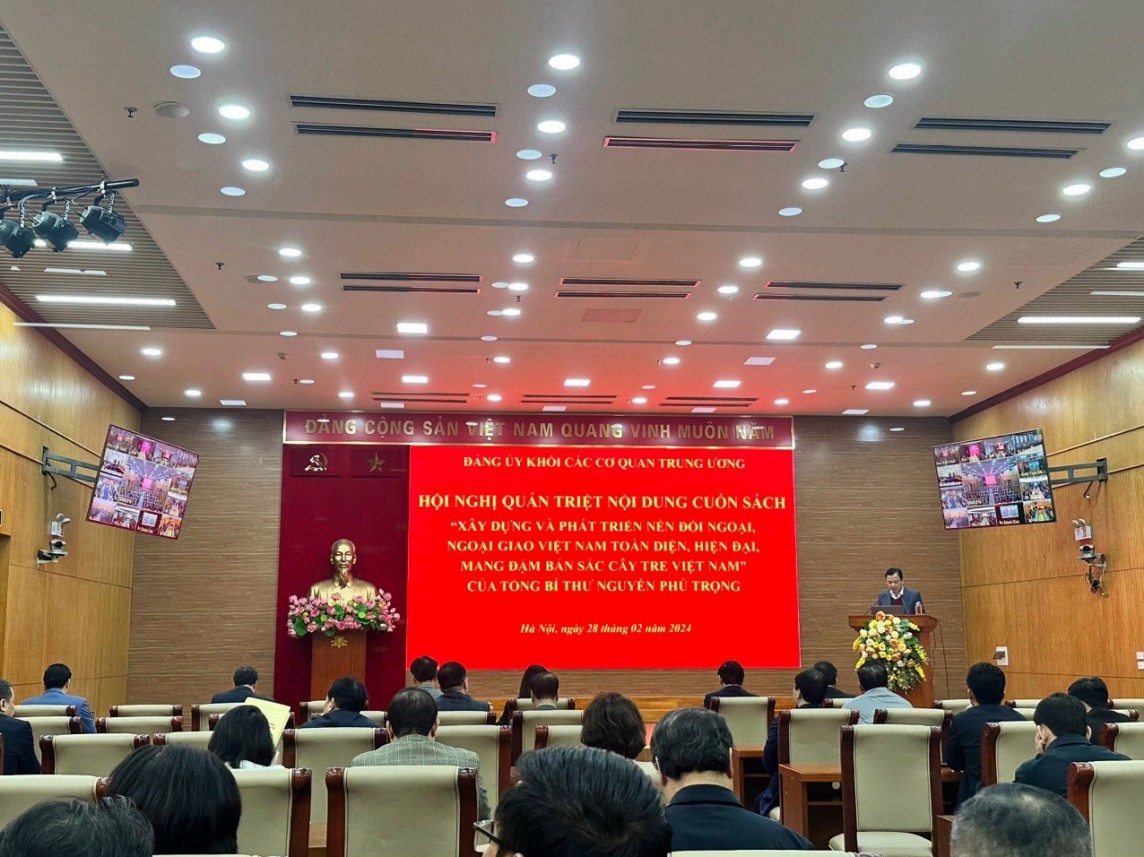 ĐẢNG CỘNG SẢN VIỆT NAM QUANG VINH MUÔN NĂM
ĐẢNG ỦY KHỐI CÁC CƠ QUAN TRUNG ƯƠNG
HỘI NGHỊ QUÁN TRIỆT NỘI DUNG CUỐN SÁCH
“XÂY DỰNG VÀ PHÁT TRIỂN NỀN ĐỐI NGOẠI,
NGOẠI GIAO VIỆT NAM TOÀN DIỆN, HIỆN ĐẠI,
MANG ĐẬM BẢN SẮC CÂY TRE VIỆT NAM”
CỦA TỔNG BÍ THƯ NGUYỄN PHÚ TRỌNG
Hà Nội, ngày 28 tháng 02 năm 2024